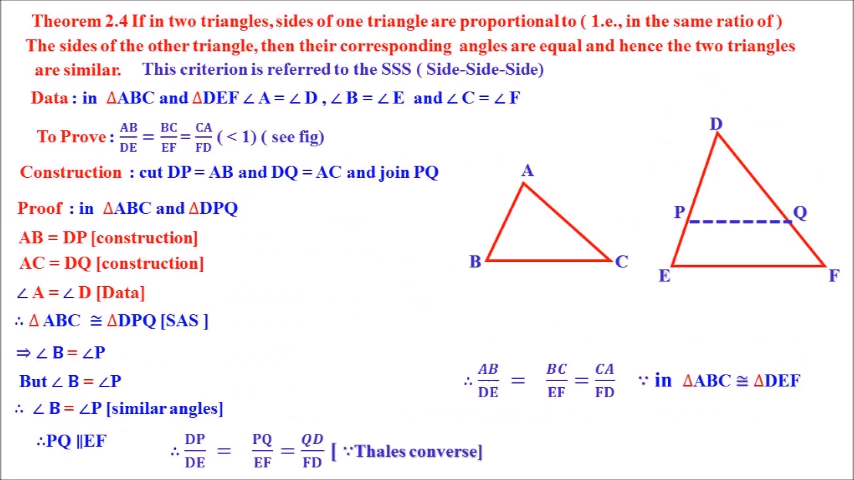 Theorem 2.4 If in two triangles, sides of one triangle are proportional to ( 1.e., in the same ratio of )
The sides of the other triangle, then their corresponding angles are equal and hence the two triangles
are similar. This criterion is referred to the SSS ( Side-Side-Side)
Data : in ΔABC and ΔDEF ∠ A = ∠ D , ∠ B = ∠ E and ∠ C = ∠ F
To Prove : AB/DE = BC/EF = CA/FD ( < 1) ( see fig)
Construction : cut DP = AB and DQ = AC and join PQ
Proof : in ΔABC and ΔDPQ
AB = DP [construction]
AC = DQ [construction]
∠ A = ∠ D [Data]
∴ Δ ABC ≅ ΔDPQ [SAS ]
⇒ ∠ B = ∠P
But ∠ B = ∠P
∴ ∠ B = ∠P [similar angles]
∴PQ ∥EF
∴ DP/DE = PQ/EF = QD/FD [ ∵Thales converse]
A
B
C
D
P
Q
E
F
∴ AB/DE = BC/EF = CA/FD ∵ in ΔABC ≅ ΔDEF